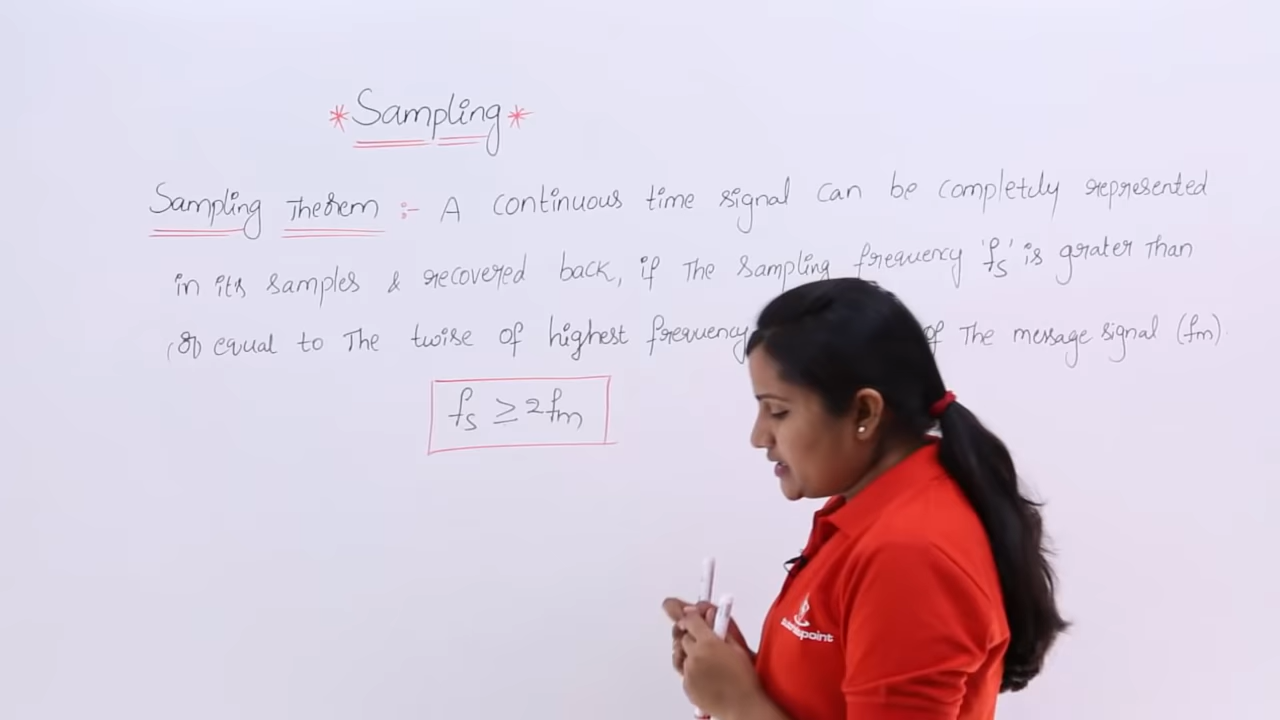 * Sampling *
Sampling Theorem :- A continuous time signal can be completely represented
in its samples & recovered back, if The sampling frequency 'fs' is grater Than
(or) equal to The twise of highest frequency of The message signal (fm).
fs ≥ 2fm